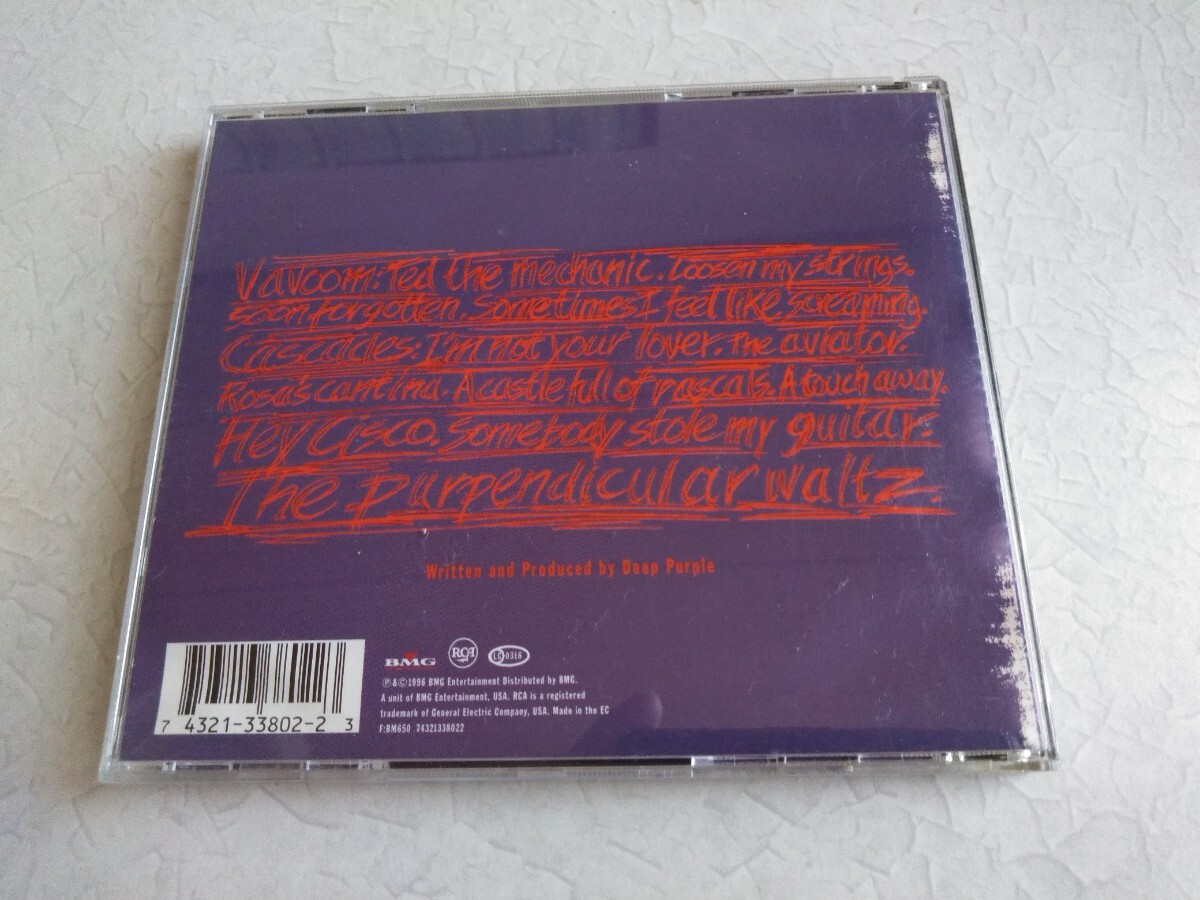 Vavoom: Ted the mechanic. Loosen my strings.
soon forgotten. Sometimes I feel like screaming.
Cascades: I'm not your lover. The aviator.
Rosa's cantina. A castle full of rascals. A touch away.
Hey Cisco. Somebody stole my guitar.
The purpendicular waltz.
Written and Produced by Deep Purple
BMG RCA LC 0316
℗&©1996 BMG Entertainment Distributed by BMG.
A unit of BMG Entertainment, USA. RCA is a registered
trademark of General Electric Company, USA. Made in the EC
F:BM650 74321338022
7 4321-33802-2 3